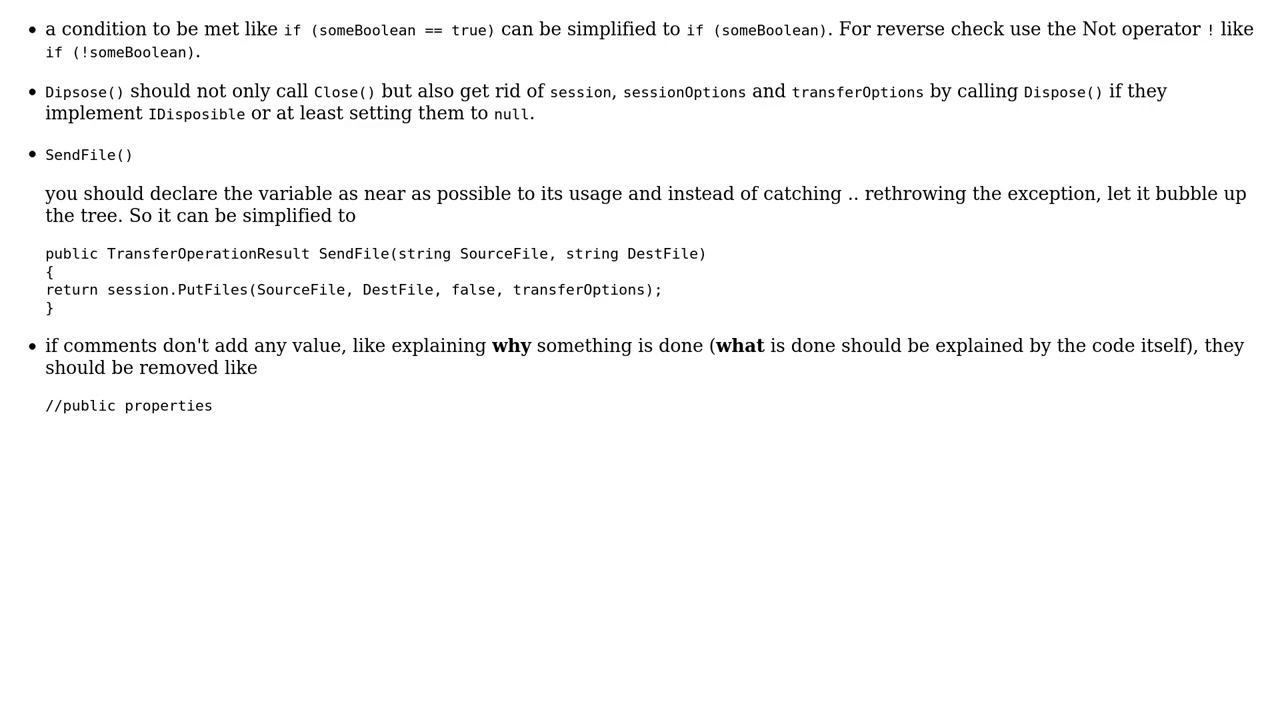 • a condition to be met like if (someBoolean == true) can be simplified to if (someBoolean). For reverse check use the Not operator ! like
if (!someBoolean).
• Dipsose() should not only call Close() but also get rid of session, sessionOptions and transferOptions by calling Dispose() if they
implement IDisposible or at least setting them to null.
• SendFile()
you should declare the variable as near as possible to its usage and instead of catching .. rethrowing the exception, let it bubble up
the tree. So it can be simplified to
public TransferOperationResult SendFile(string SourceFile, string DestFile)
{
return session.PutFiles(SourceFile, DestFile, false, transferOptions);
}
• if comments don't add any value, like explaining why something is done (what is done should be explained by the code itself), they
should be removed like
//public properties